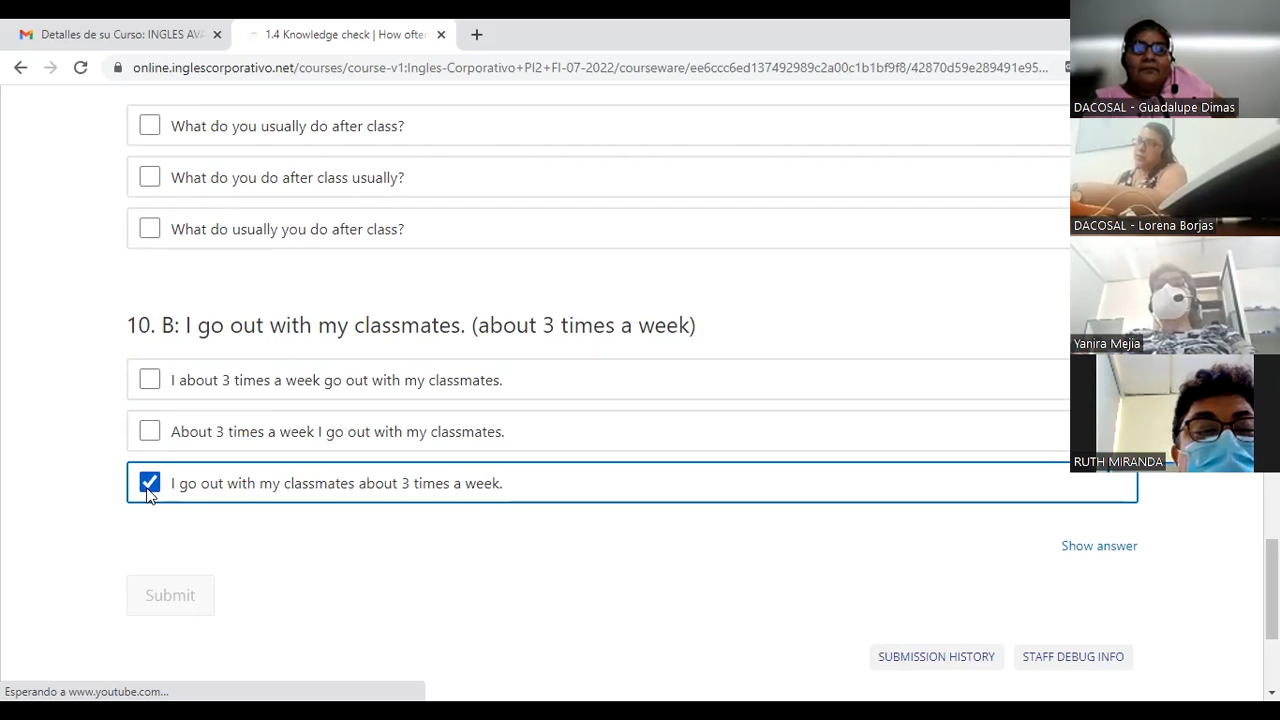 Detalles de su Curso: INGLES AVA
1.4 Knowledge check | How ofte
online.inglescorporativo.net/courses/course-v1:Ingles-Corporativo+PI2+FI-07-2022/courseware/ee6ccc6ed137492989c2a00c1b1bf9f8/42870d59e289491e95...
What do you usually do after class?
What do you do after class usually?
What do usually you do after class?
10. B: I go out with my classmates. (about 3 times a week)
I about 3 times a week go out with my classmates.
About 3 times a week I go out with my classmates.
I go out with my classmates about 3 times a week.
Show answer
Submit
SUBMISSION HISTORY
STAFF DEBUG INFO
Esperando a www.youtube.com...
DACOSAL - Guadalupe Dimas
DACOSAL - Lorena Borjas
Yanira Mejia
RUTH MIRANDA